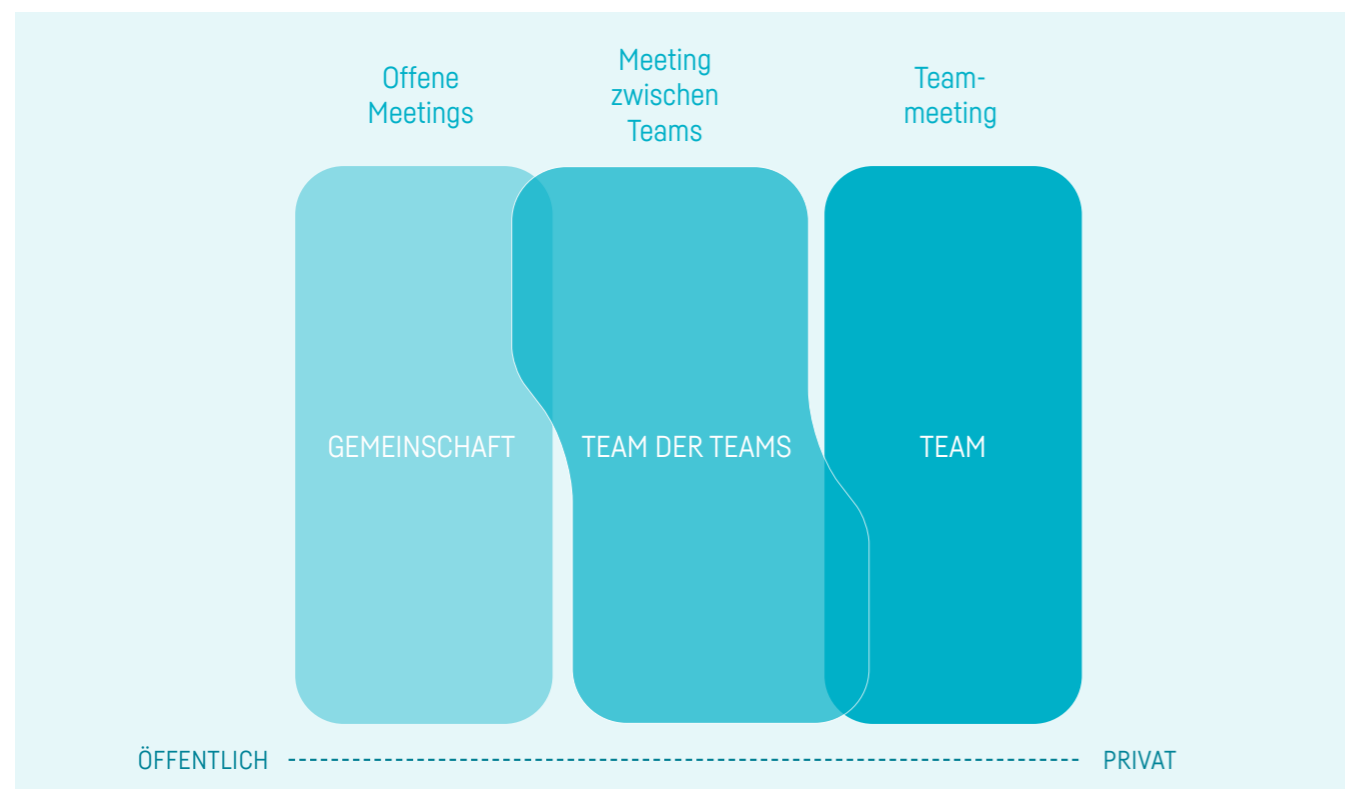 Offene
Meetings
Meeting
zwischen
Teams
Team-
meeting
GEMEINSCHAFT
TEAM DER TEAMS
TEAM
ÖFFENTLICH
PRIVAT